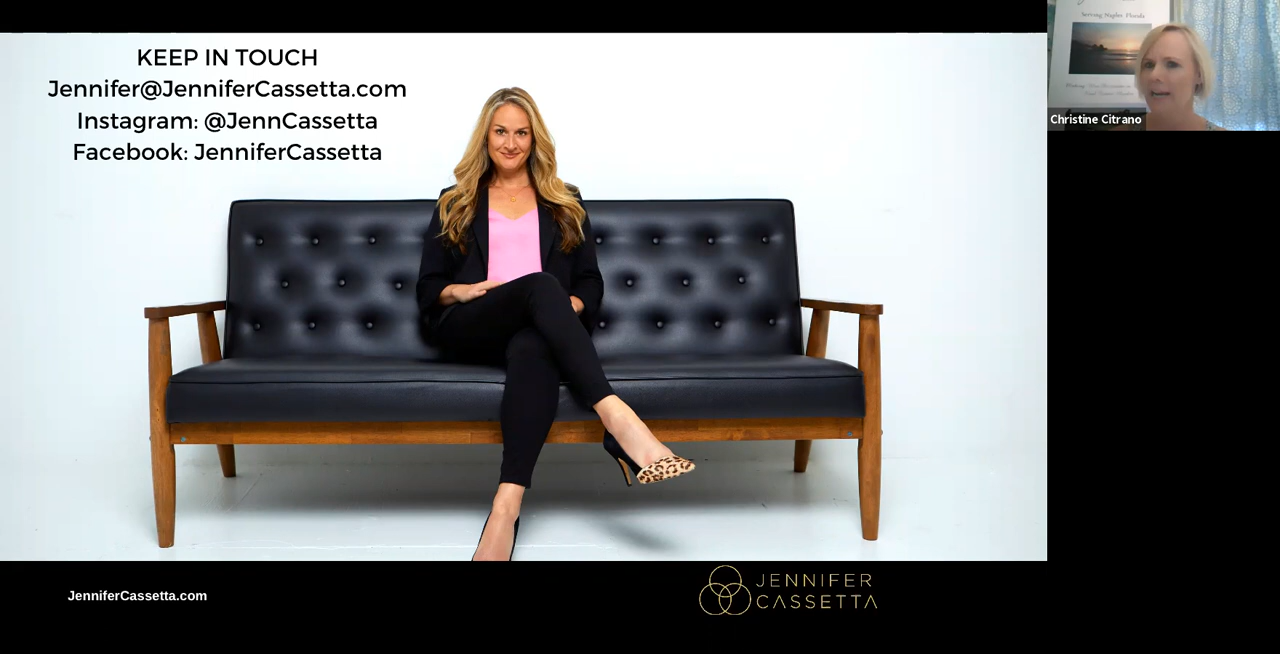 KEEP IN TOUCH
Jennifer@JenniferCassetta.com
Instagram: @JennCassetta
Facebook: JenniferCassetta
Serving Naples, Florida
Christine Citrano
JenniferCassetta.com
JENNIFER
CASSETTA